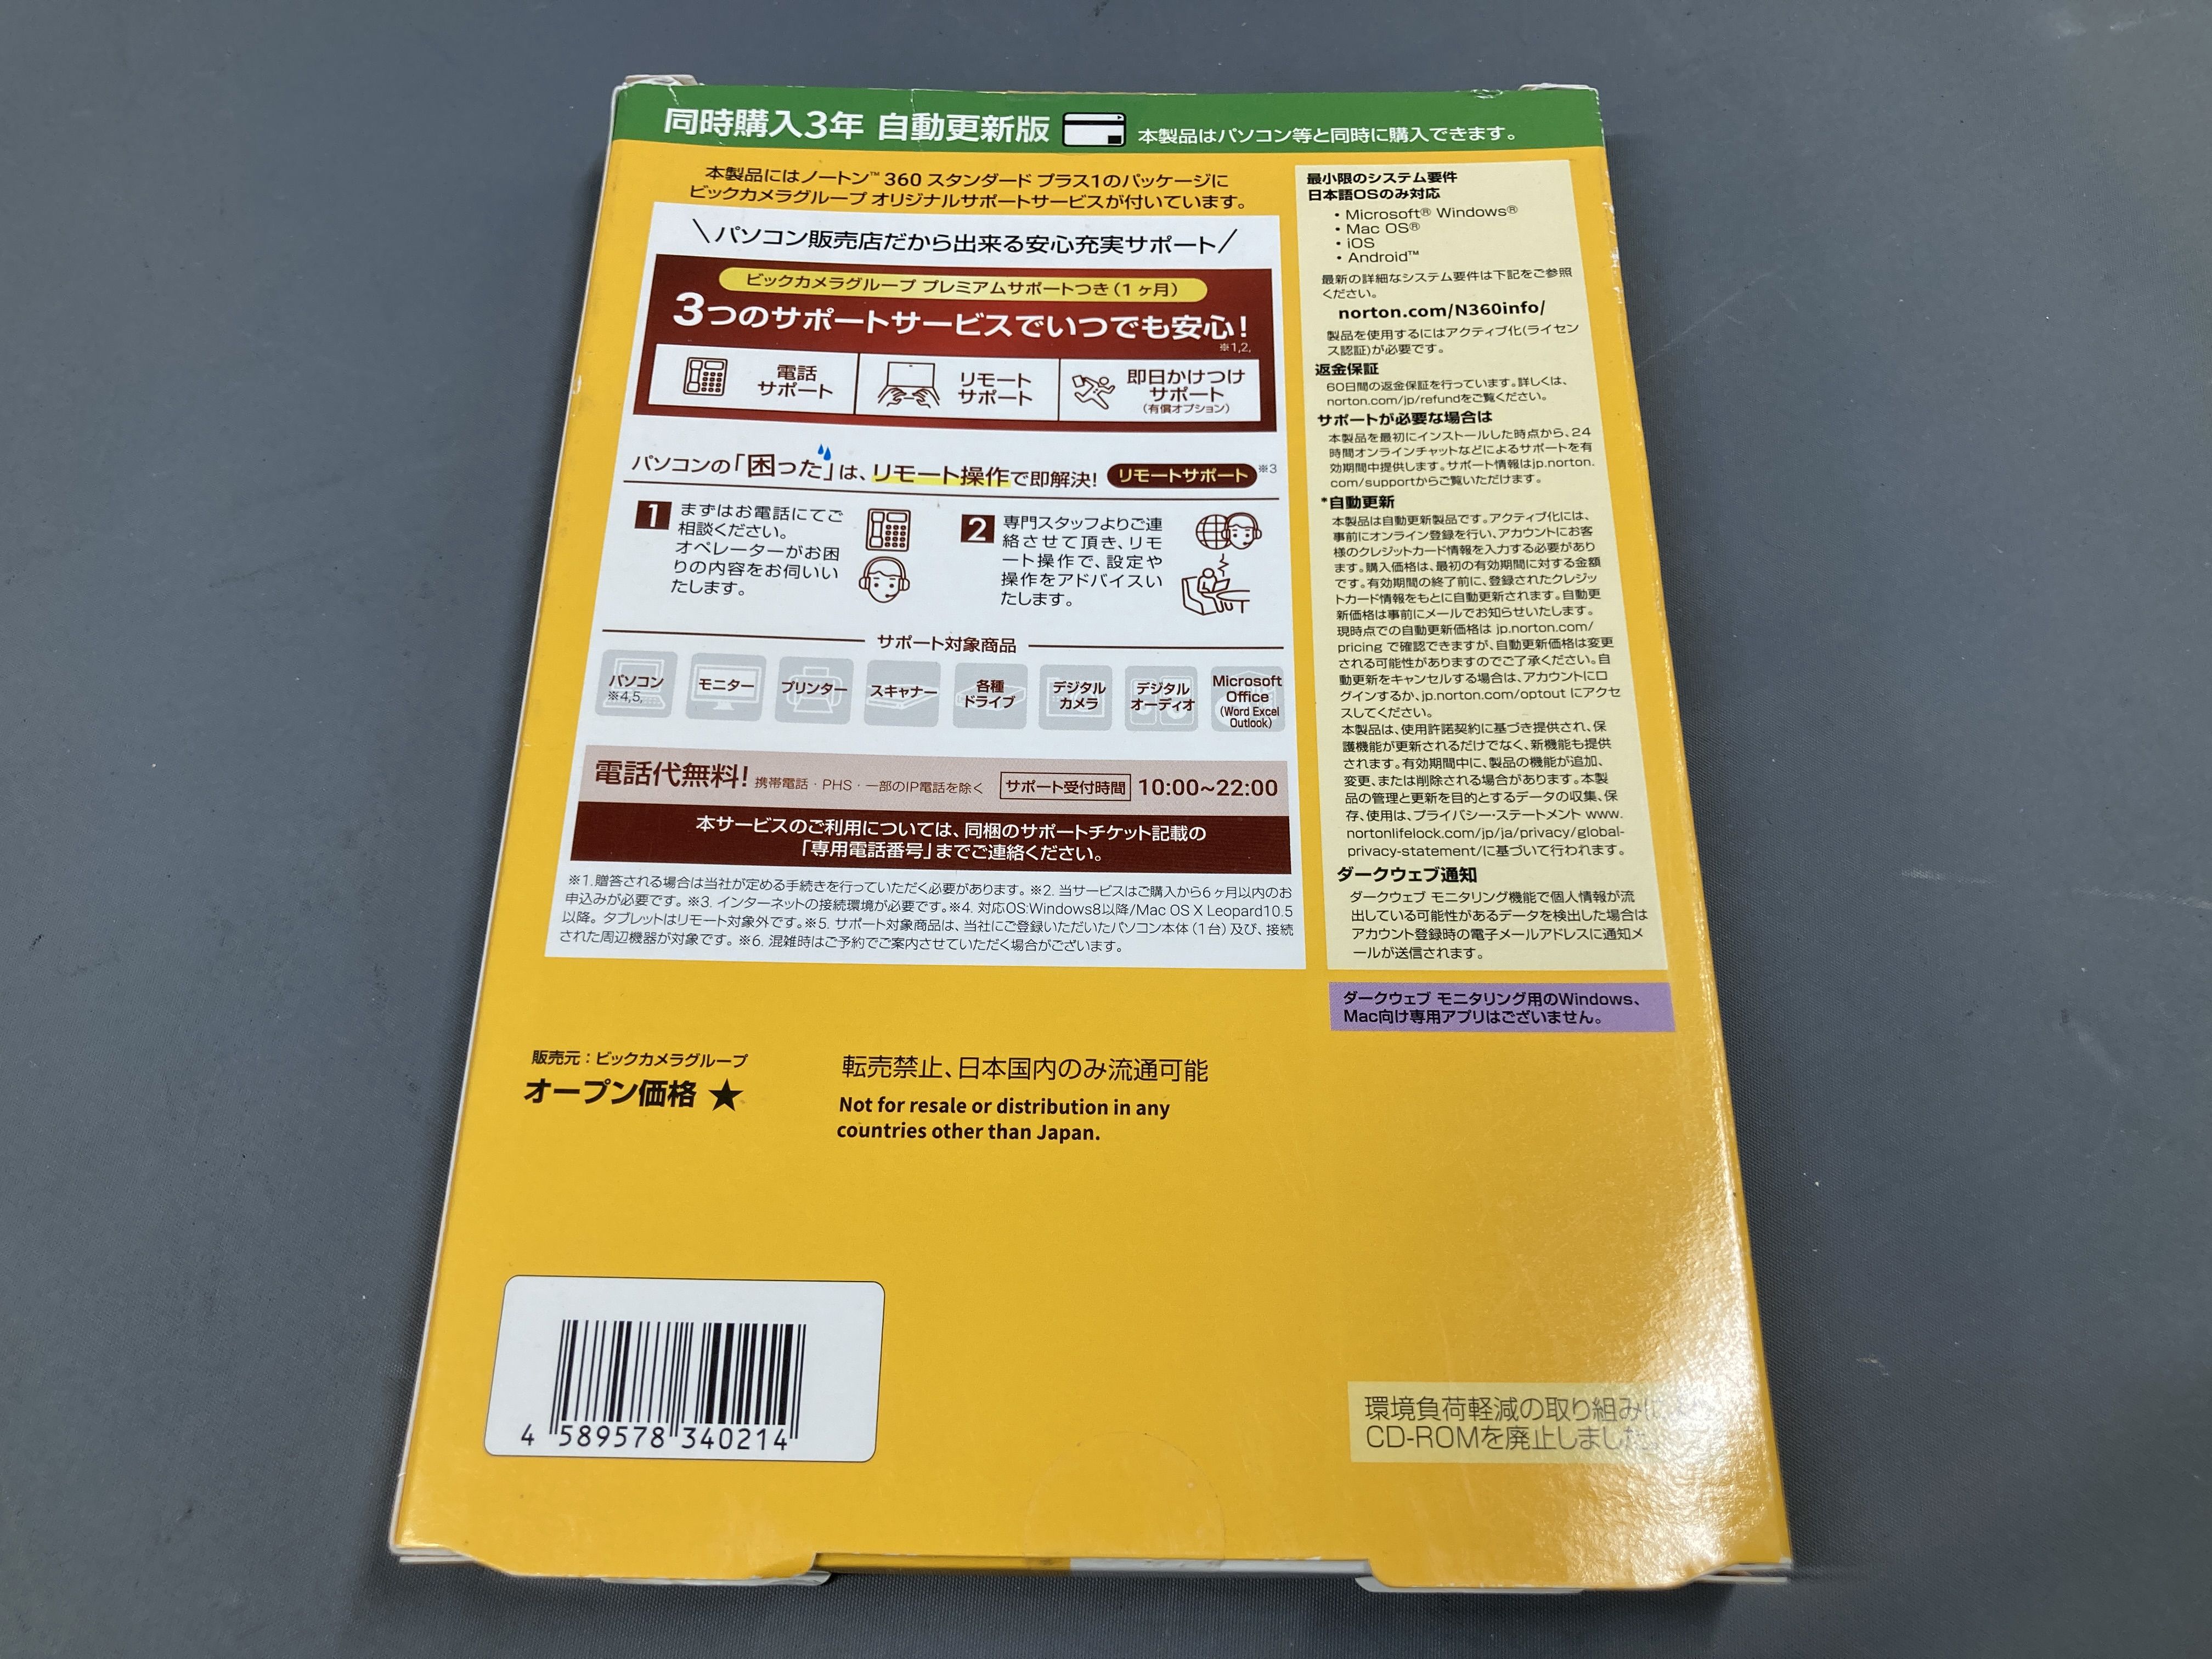 同時購入3年 自動更新版 本製品はパソコン等と同時に購入できます。
本製品にはノートン™ 360 スタンダード プラス1のパッケージに
ビックカメラグループ オリジナルサポートサービスが付いています。
パソコン販売店だから出来る安心充実サポート
ビックカメラグループ プレミアムサポートつき(1ヶ月)
3つのサポートサービスでいつでも安心!
※1,2,
電話
サポート
リモート
サポート
即日かけつけ
サポート
(有償オプション)
パソコンの「困った」は、リモート操作で即解決! リモートサポート ※3
1 まずはお電話にてご
相談ください。
オペレーターがお困
りの内容をお伺いい
たします。
2 専門スタッフよりご連
絡させて頂き、リモ
ート操作で、設定や
操作をアドバイスい
たします。
サポート対象商品
パソコン
※4,5,
モニター
プリンター
スキャナー
各種
ドライブ
デジタル
カメラ
デジタル
オーディオ
Microsoft
Office
(Word Excel
Outlook)
電話代無料! 携帯電話・PHS・一部のIP電話を除く サポート受付時間 10:00~22:00
本サービスのご利用については、同梱のサポートチケット記載の
「専用電話番号」までご連絡ください。
※1.贈答される場合は当社が定める手続きを行っていただく必要があります。※2. 当サービスはご購入から6ヶ月以内のお
申込みが必要です。※3. インターネットの接続環境が必要です。※4. 対応OS:Windows8以降/Mac OS X Leopard10.5
以降。タブレットはリモート対象外です。※5. サポート対象商品は、当社にご登録いただいたパソコン本体(1台)及び、接続
された周辺機器が対象です。※6. 混雑時はご予約でご案内させていただく場合がございます。
最小限のシステム要件
日本語OSのみ対応
• Microsoft® Windows®
• Mac OS®
• iOS
• Android™
最新の詳細なシステム要件は下記をご参照
ください。
norton.com/N360info/
製品を使用するにはアクティブ化(ライセン
ス認証)が必要です。
返金保証
60日間の返金保証を行っています。詳しくは、
norton.com/jp/refundをご覧ください。
サポートが必要な場合は
本製品を最初にインストールした時点から、24
時間オンラインチャットなどによるサポートを有
効期間中提供します。サポート情報はjp.norton.
com/supportからご覧いただけます。
*自動更新
本製品は自動更新製品です。アクティブ化には、
事前にオンライン登録を行い、アカウントにお客
様のクレジットカード情報を入力する必要があり
ます。購入価格は、最初の有効期間に対する金額
です。有効期間の終了前に、登録されたクレジッ
トカード情報をもとに自動更新されます。自動更
新価格は事前にメールでお知らせいたします。
現時点での自動更新価格は jp.norton.com/
pricing で確認できますが、自動更新価格は変更
される可能性がありますのでご了承ください。自
動更新をキャンセルする場合は、アカウントにロ
グインするか、jp.norton.com/optout にアクセ
スしてください。
本製品は、使用許諾契約に基づき提供され、保
護機能が更新されるだけでなく、新機能も提供
されます。有効期間中に、製品の機能が追加、
変更、または削除される場合があります。本製
品の管理と更新を目的とするデータの収集、保
存、使用は、プライバシー・ステートメント www.
nortonlifelock.com/jp/ja/privacy/global-
privacy-statement/に基づいて行われます。
ダークウェブ通知
ダークウェブ モニタリング機能で個人情報が流
出している可能性があるデータを検出した場合は
アカウント登録時の電子メールアドレスに通知メ
ールが送信されます。
ダークウェブ モニタリング用のWindows、
Mac向け専用アプリはございません。
販売元:ビックカメラグループ
オープン価格 ★
転売禁止、日本国内のみ流通可能
Not for resale or distribution in any
countries other than Japan.
4 589578 340214
環境負荷軽減の取り組み
CD-ROMを廃止しました